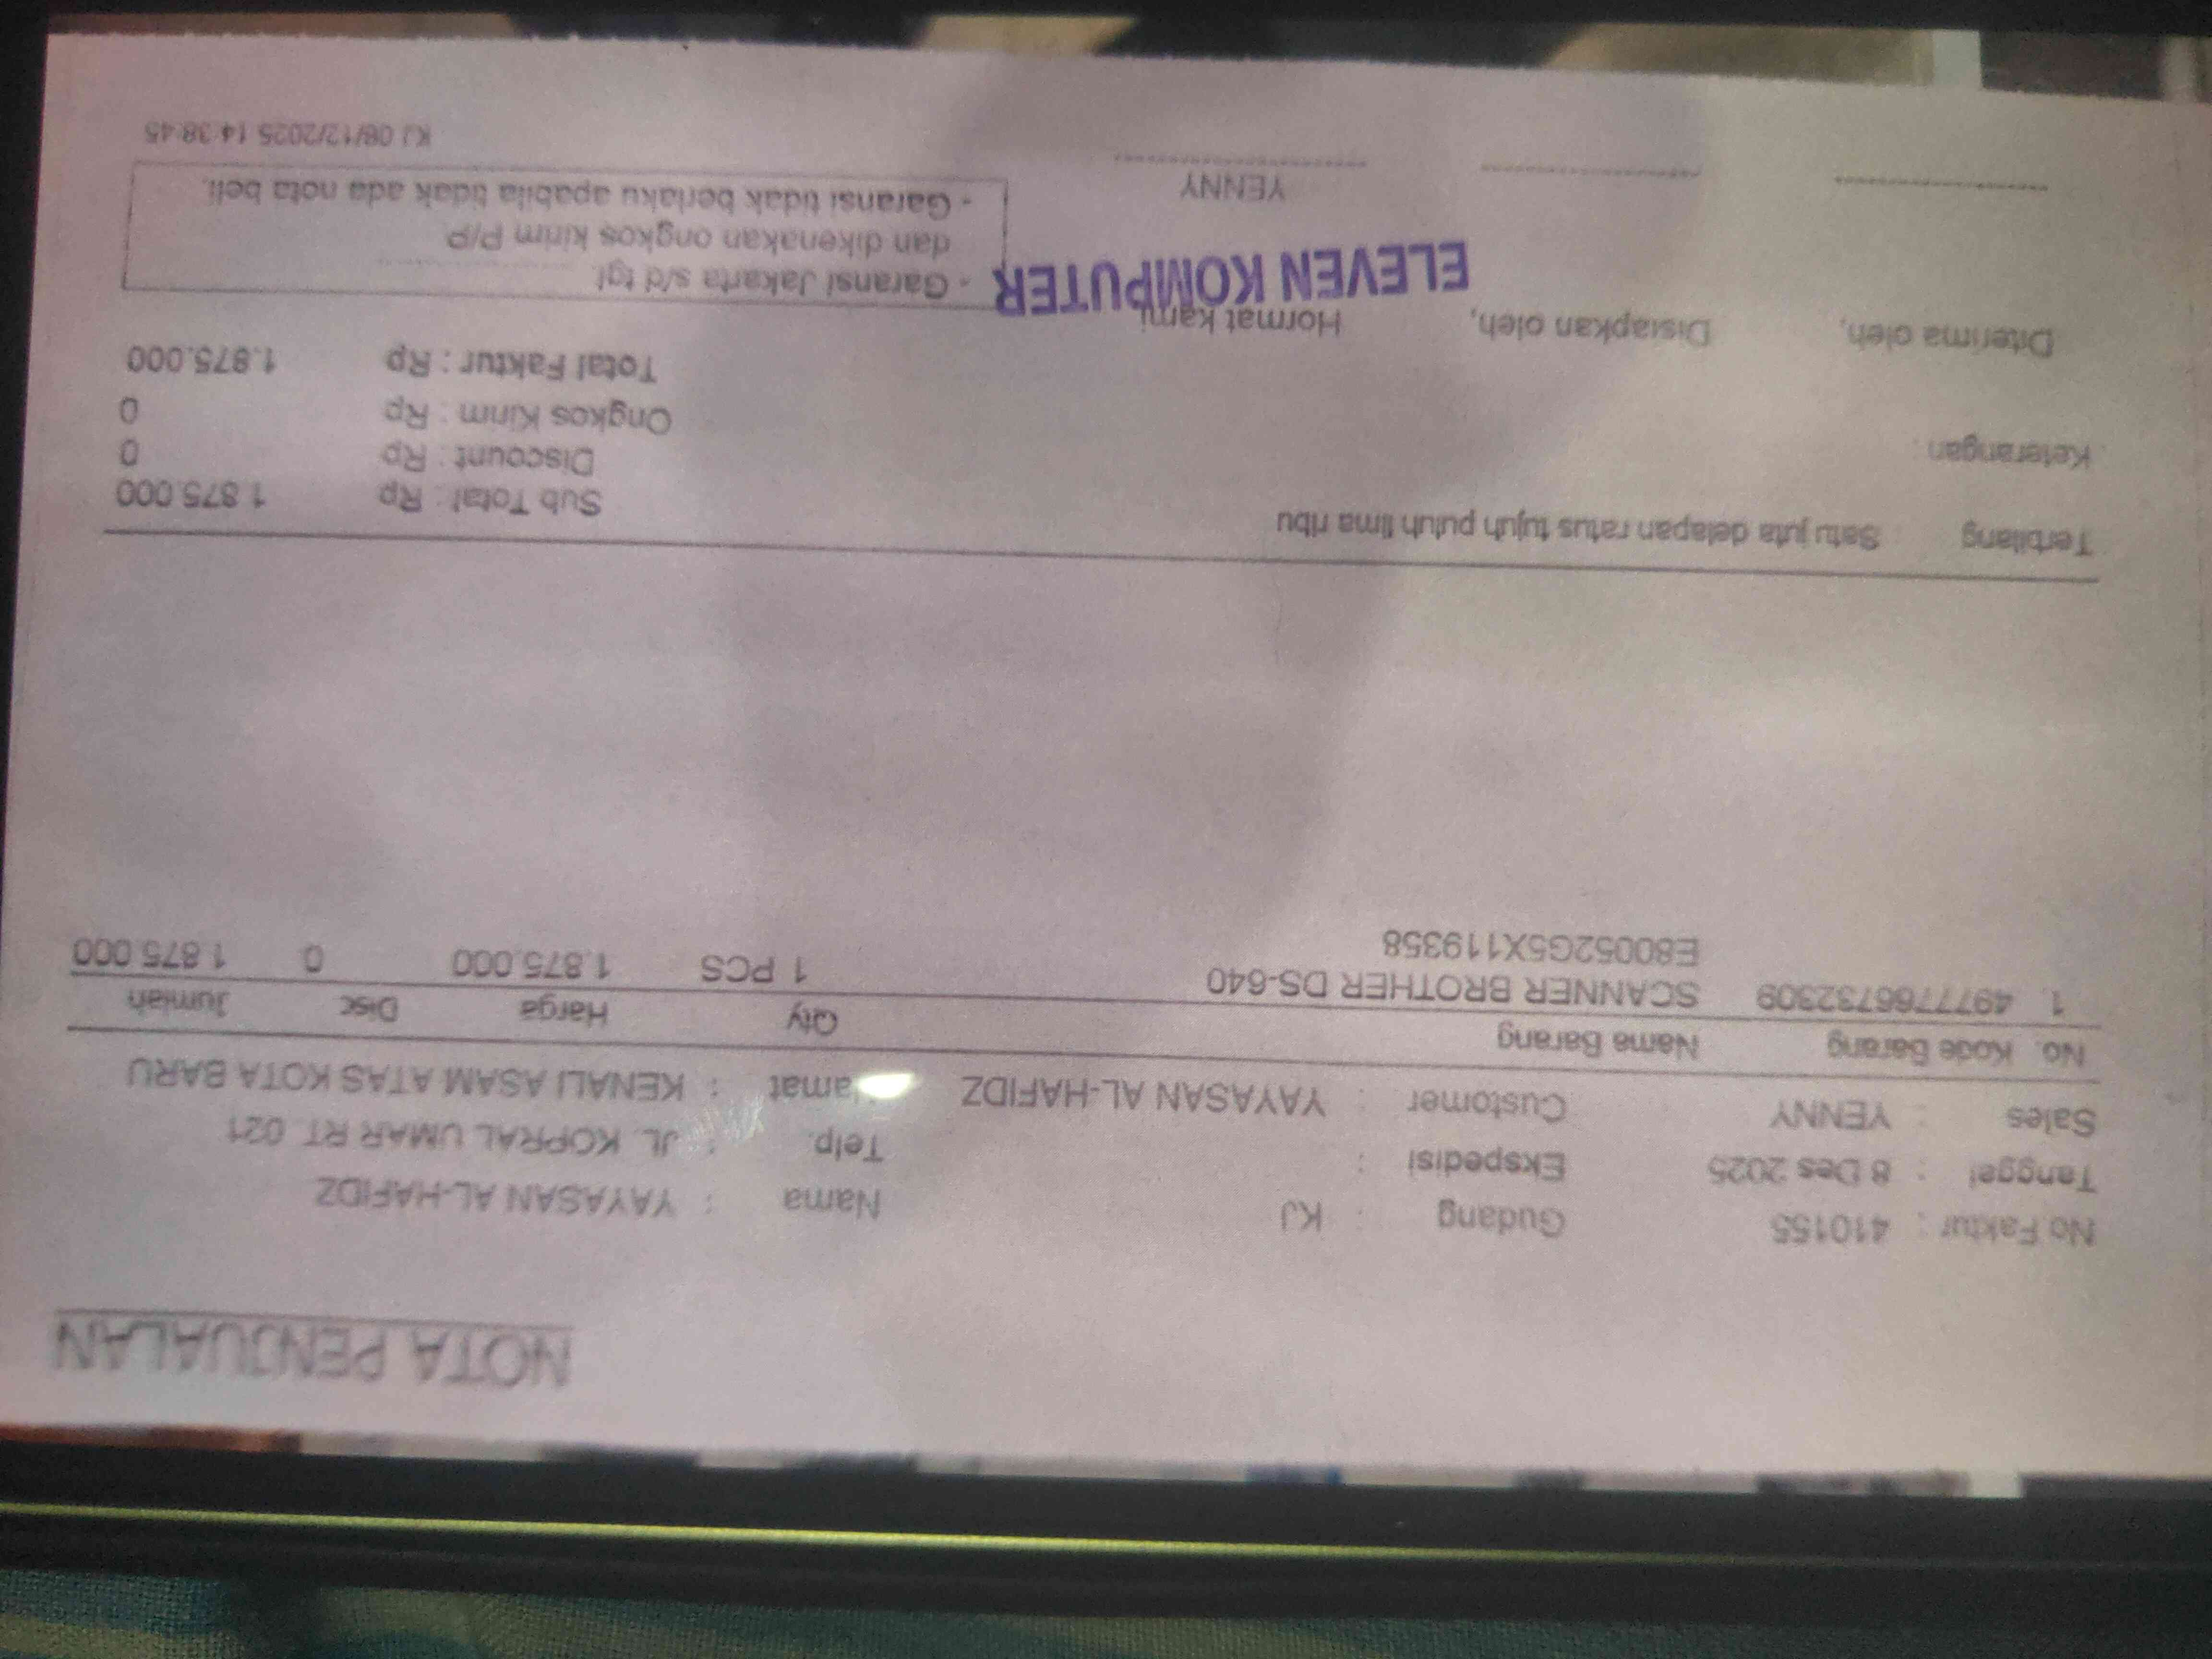 NOTA PENJUALAN
No.Faktur : 410155 Gudang : KJ Nama : YAYASAN AL-HAFIDZ
Tanggal : 8 Des 2025 Ekspedisi : Telp. : JL. KOPRAL UMAR RT. 021
Sales : YENNY Customer : YAYASAN AL-HAFIDZ lamat : KENALI ASAM ATAS KOTA BARU
No. Kode Barang Nama Barang Qty Harga Disc Jumlah
1. 4977766732309 SCANNER BROTHER DS-640 1 PCS 1.875.000 0 1.875.000
E80052G5X119358
Terbilang Satu juta delapan ratus tujuh puluh lima ribu Sub Total : Rp 1.875.000
Discount : Rp 0
Keterangan : Ongkos Kirim : Rp 0
Total Faktur : Rp 1.875.000
Diterima oleh, Disiapkan oleh, Hormat kami
ELEVEN KOMPUTER
- Garansi Jakarta s/d tgl. ....................
dan dikenakan ongkos kirim P/P
YENNY - Garansi tidak berlaku apabila tidak ada nota beli.
KJ 08/12/2025 14:38:45